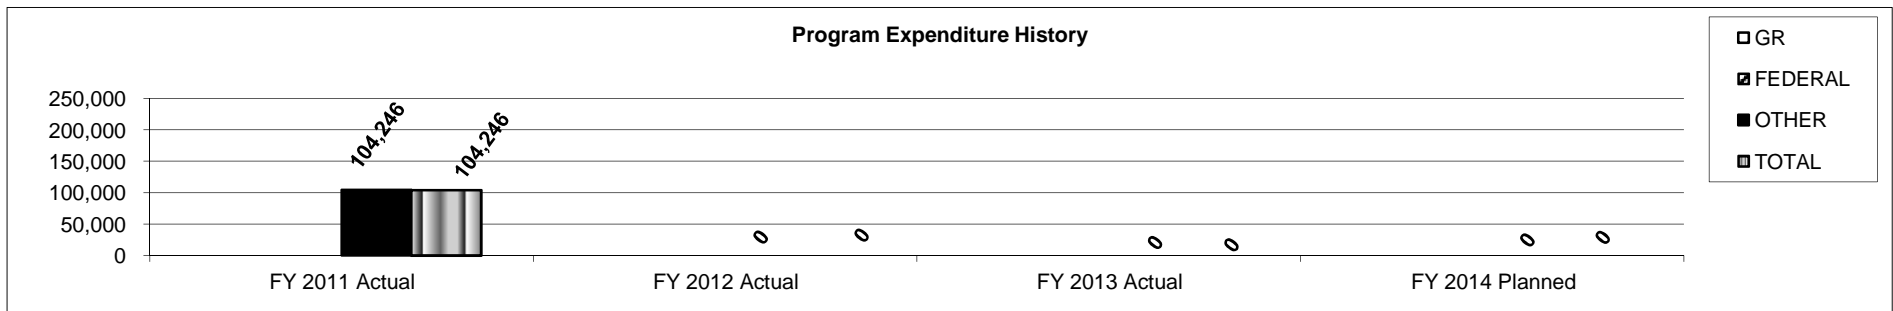 Program Expenditure History
GR
FEDERAL
OTHER
TOTAL
250,000
200,000
150,000
100,000
50,000
0
104,246
104,246
0
0
0
0
0
0
FY 2011 Actual
FY 2012 Actual
FY 2013 Actual
FY 2014 Planned